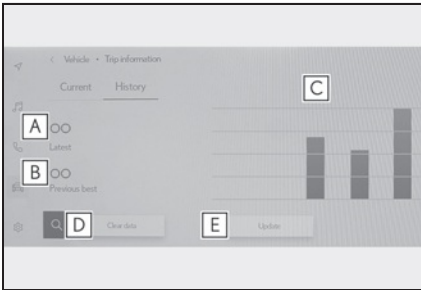 < Vehicle • Trip information
Current History
C
A
OO
Latest
B
OO
Previous best
D Clear data
E Update